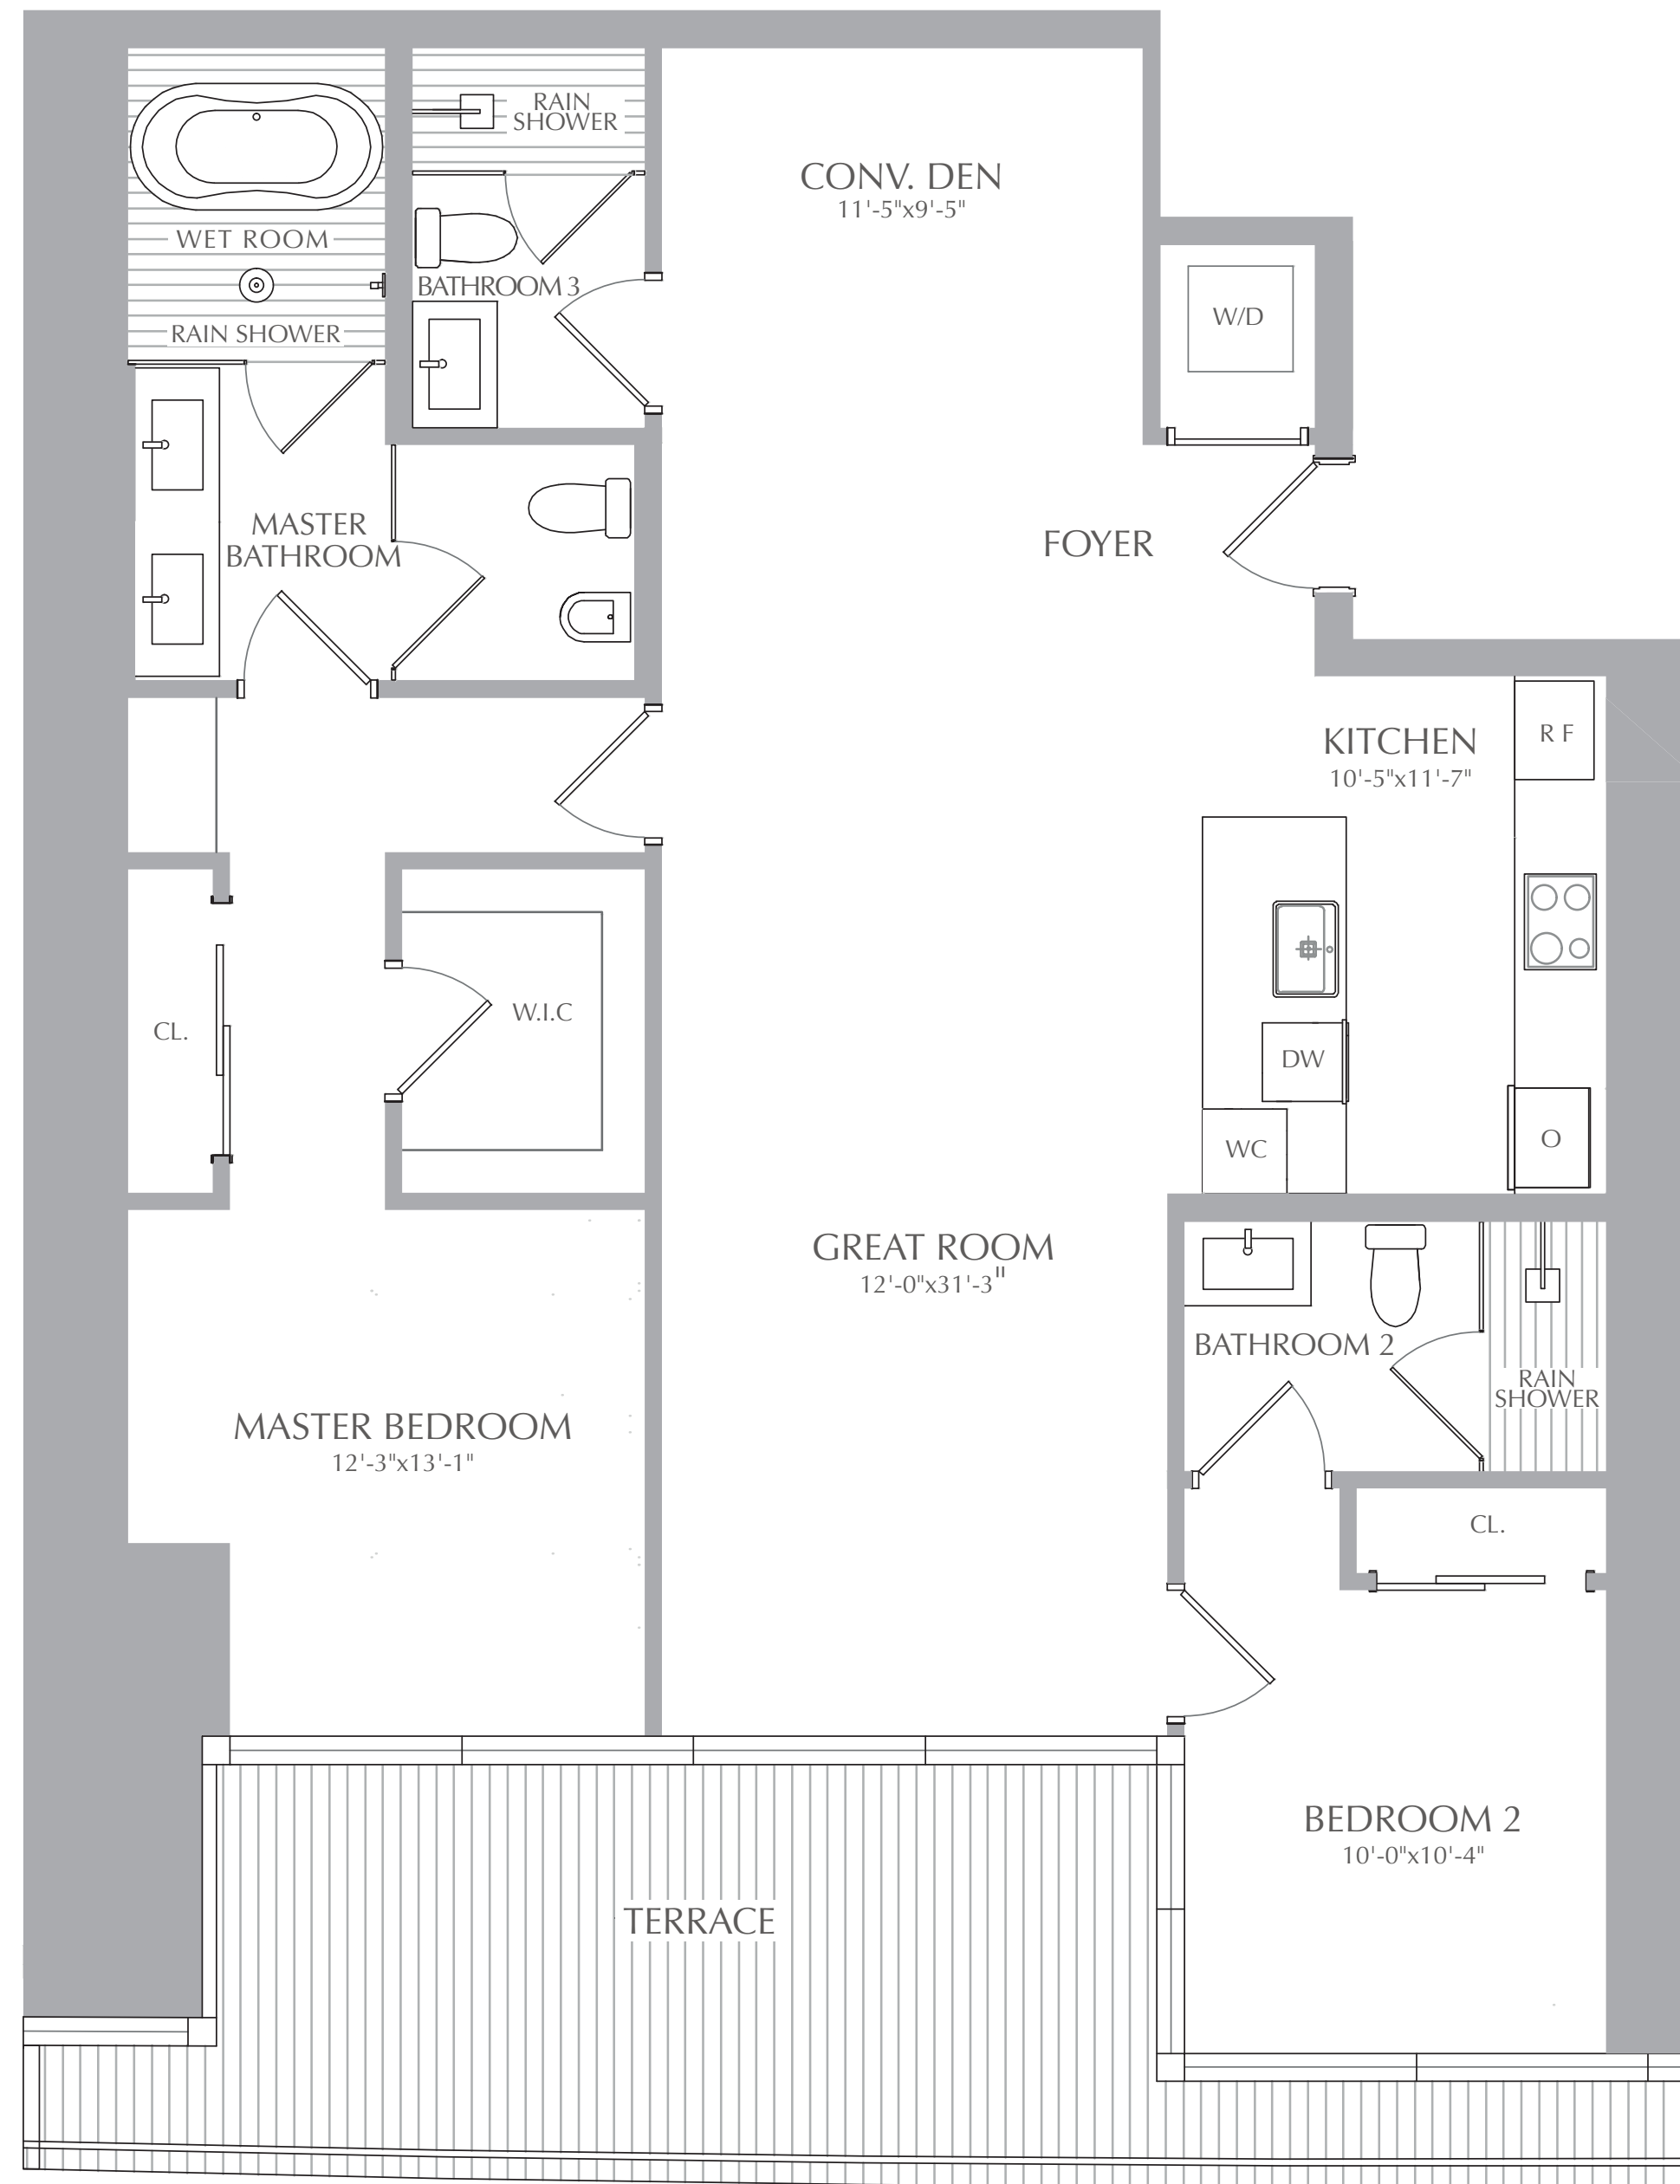 RAIN
SHOWER
CONV. DEN
11'-5"x9'-5"
WET ROOM
BATHROOM 3
RAIN SHOWER
W/D
MASTER
BATHROOM
FOYER
KITCHEN
10'-5"x11'-7"
R F
CL.
W.I.C
DW
O
WC
GREAT ROOM
12'-0"x31'-3"
BATHROOM 2
RAIN
SHOWER
MASTER BEDROOM
12'-3"x13'-1"
CL.
BEDROOM 2
10'-0"x10'-4"
TERRACE